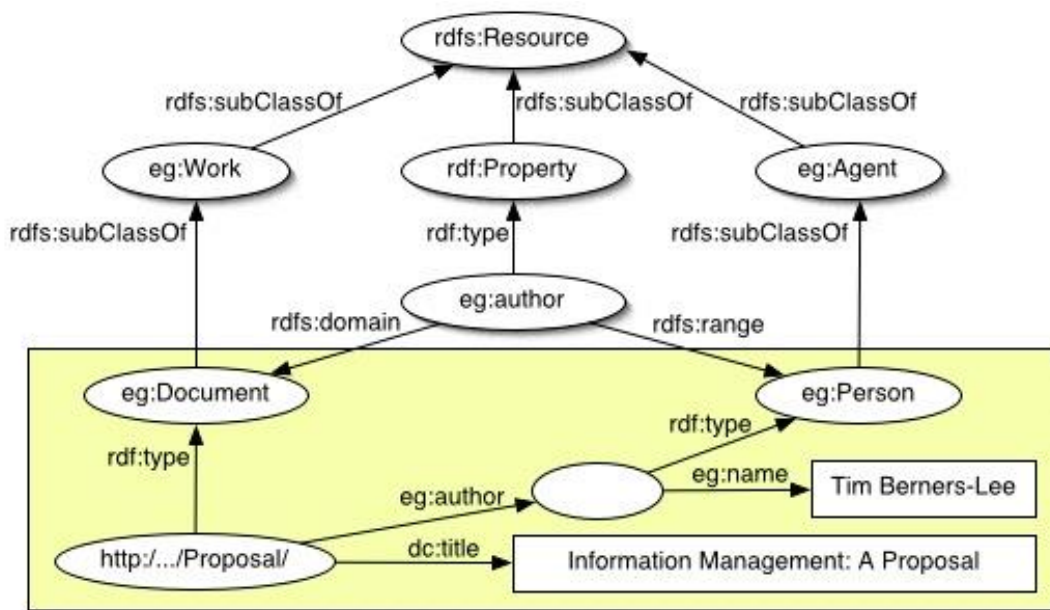 rdfs:Resource
rdfs:subClassOf
rdfs:subClassOf
rdfs:subClassOf
eg:Work
rdf:Property
eg:Agent
rdfs:subClassOf
rdf:type
rdfs:subClassOf
eg:author
rdfs:domain
rdfs:range
eg:Document
eg:Person
rdf:type
rdf:type
eg:author
eg:name
Tim Berners-Lee
http:/.../Proposal/
dc:title
Information Management: A Proposal